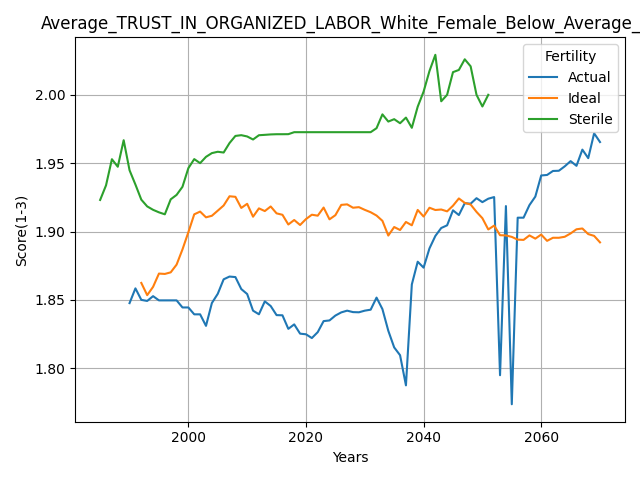 Average_TRUST_IN_ORGANIZED_LABOR_White_Female_Below_Average_
Fertility
Actual
Ideal
Sterile
Score(1-3)
2.00
1.95
1.90
1.85
1.80
2000
2020
2040
2060
Years